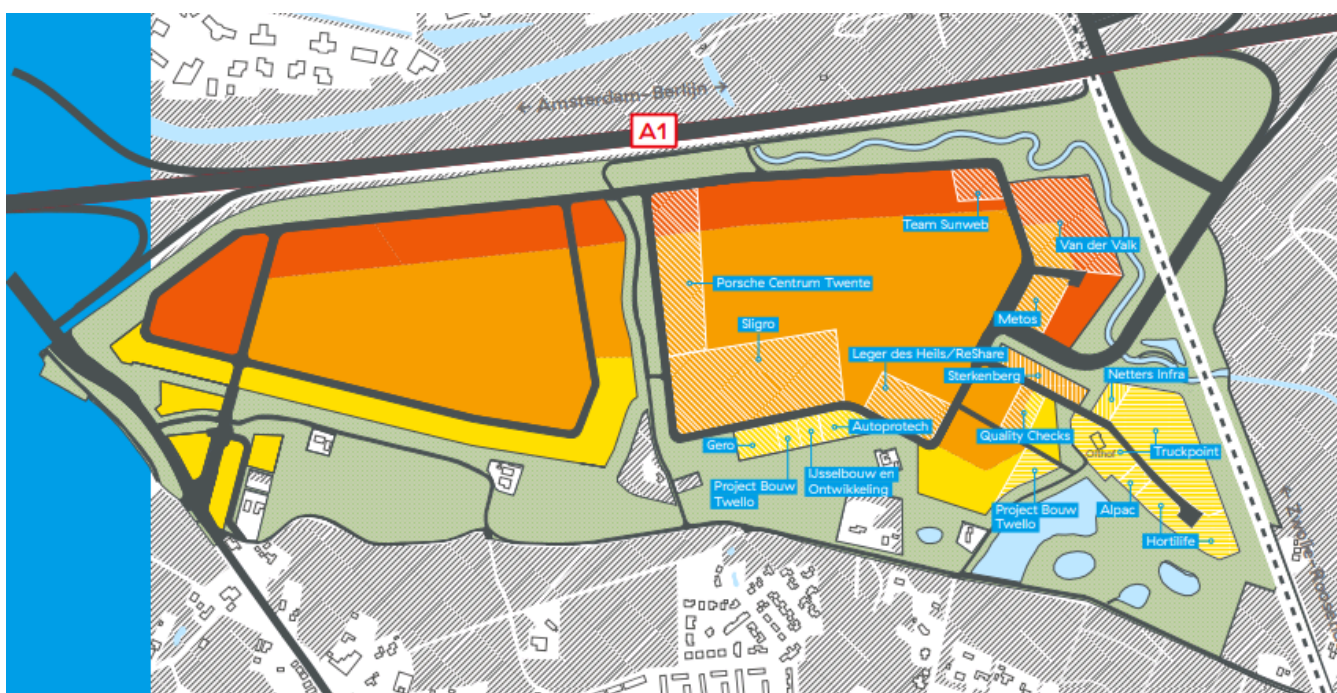 ← Amsterdam-Berlijn →
A1
Team Sunweb
Van der Valk
Porsche Centrum Twente
Metos
Sligro
Leger des Heils/ReShare
Sterkenberg
Netters Infra
Autoprotech
Quality Checks
Gero
Olthof
Truckpoint
IJsselbouw en
Ontwikkeling
Project Bouw
Twello
Project Bouw
Twello
Alpac
Hortilife